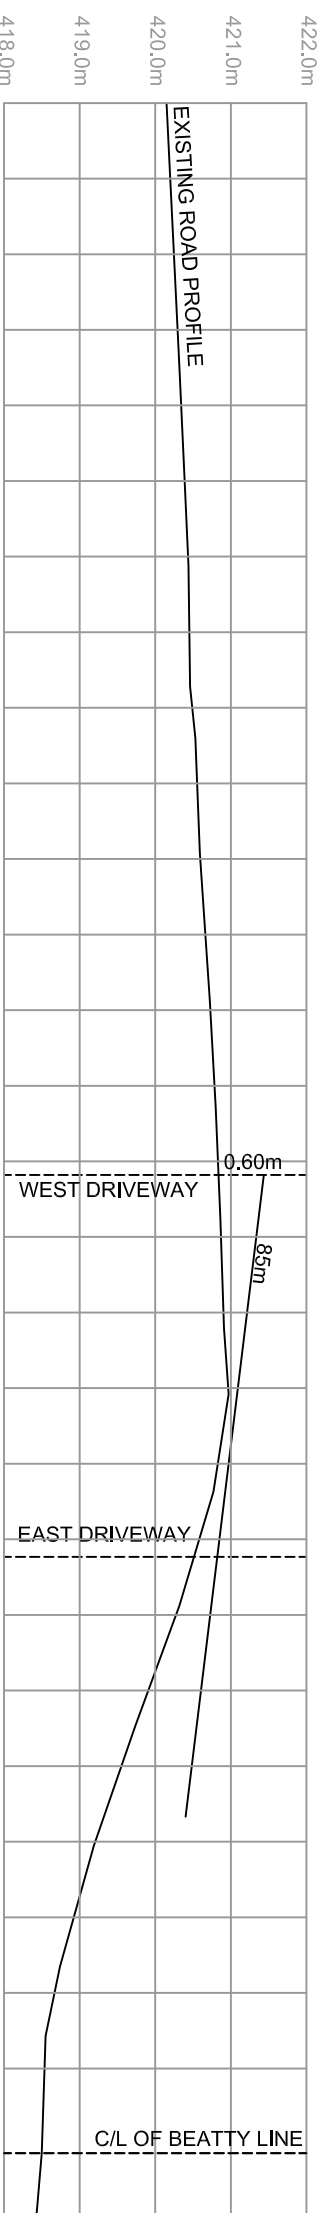 418.0m
419.0m
420.0m
421.0m
422.0m
EXISTING ROAD PROFILE
0.60m
WEST DRIVEWAY
85m
EAST DRIVEWAY
C/L OF BEATTY LINE